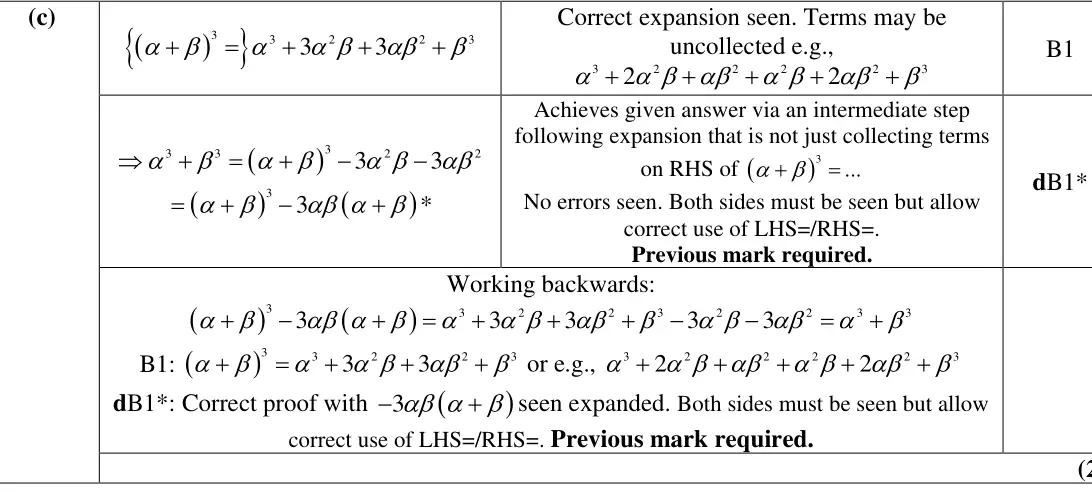 (c)
{(α + β)³ =} α³ + 3α²β + 3αβ² + β³
Correct expansion seen. Terms may be
uncollected e.g.,
α³ + 2α²β + αβ² + α²β + 2αβ² + β³
B1
⇒ α³ + β³ = (α + β)³ − 3α²β − 3αβ²
= (α + β)³ − 3αβ(α + β)*
Achieves given answer via an intermediate step
following expansion that is not just collecting terms
on RHS of (α + β)³ = ...
No errors seen. Both sides must be seen but allow
correct use of LHS=/RHS=.
Previous mark required.
dB1*
Working backwards:
(α + β)³ − 3αβ(α + β) = α³ + 3α²β + 3αβ² + β³ − 3α²β − 3αβ² = α³ + β³
B1: (α + β)³ = α³ + 3α²β + 3αβ² + β³ or e.g., α³ + 2α²β + αβ² + α²β + 2αβ² + β³
dB1*: Correct proof with −3αβ(α + β) seen expanded. Both sides must be seen but allow
correct use of LHS=/RHS=. Previous mark required.
(2